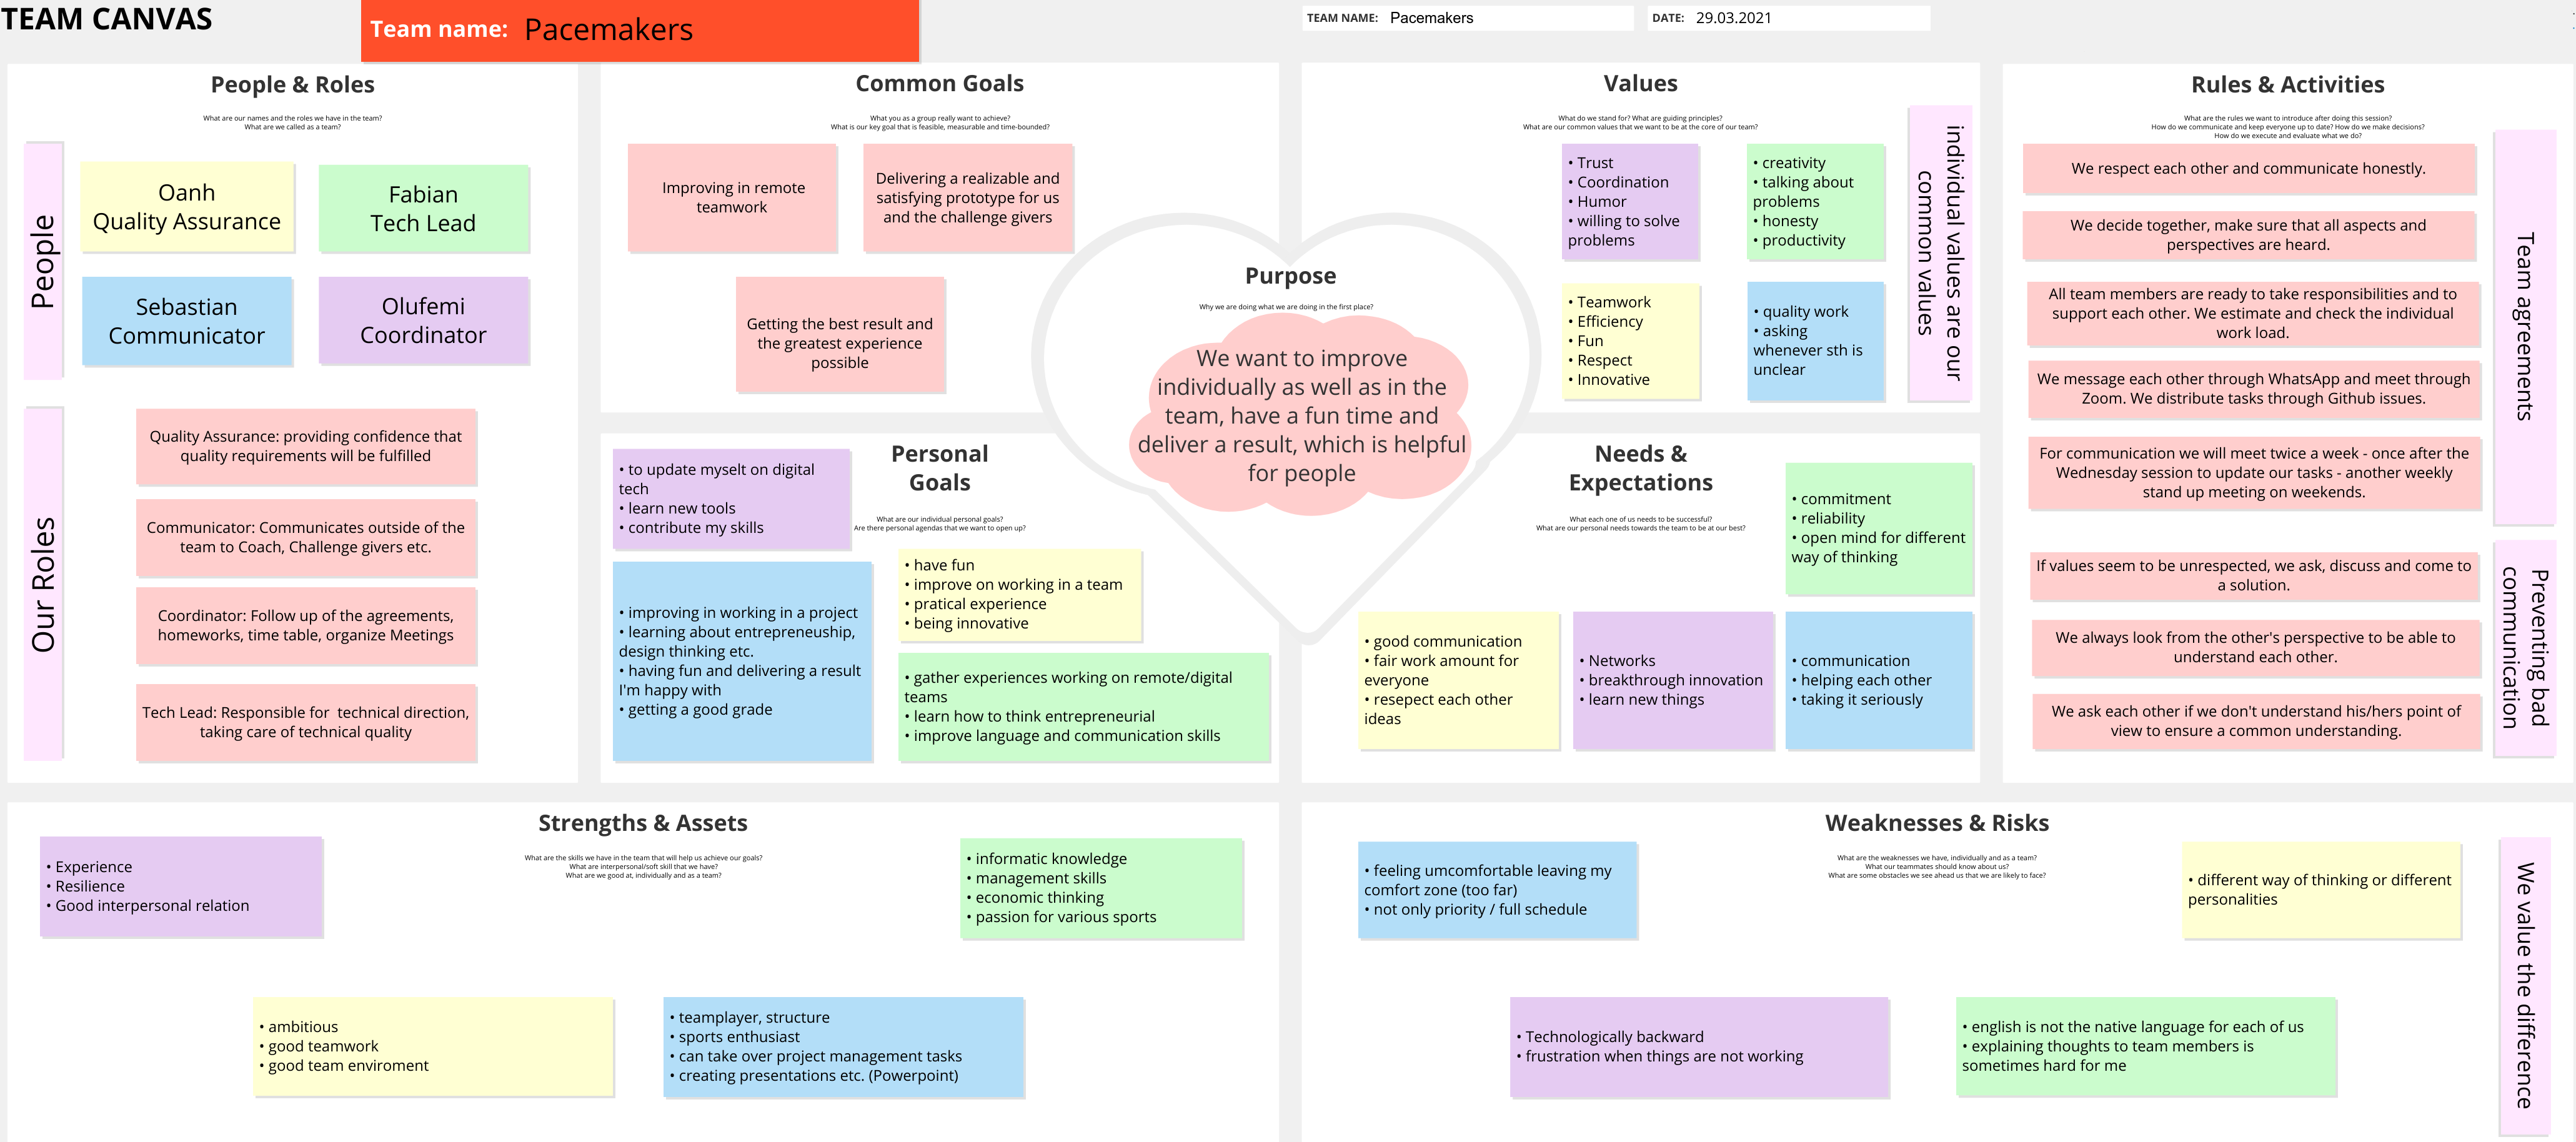 TEAM CANVAS
Team name: Pacemakers
TEAM NAME: Pacemakers
DATE: 29.03.2021
People & Roles
What are our names and the roles we have in the team?
What are we called as a team?
People
Oanh
Quality Assurance
Fabian
Tech Lead
Sebastian
Communicator
Olufemi
Coordinator
Our Roles
Quality Assurance: providing confidence that
quality requirements will be fulfilled
Communicator: Communicates outside of the
team to Coach, Challenge givers etc.
Coordinator: Follow up of the agreements,
homeworks, time table, organize Meetings
Tech Lead: Responsible for  technical direction,
taking care of technical quality
Common Goals
What you as a group really want to achieve?
What is our key goal that is feasible, measurable and time-bounded?
Improving in remote
teamwork
Delivering a realizable and
satisfying prototype for us
and the challenge givers
Getting the best result and
the greatest experience
possible
Purpose
Why we are doing what we are doing in the first place?
We want to improve
individually as well as in the
team, have a fun time and
deliver a result, which is helpful
for people
Values
What do we stand for? What are guiding principles?
What are our common values that we want to be at the core of our team?
• Trust
• Coordination
• Humor
• willing to solve
problems
• creativity
• talking about
problems
• honesty
• productivity
• Teamwork
• Efficiency
• Fun
• Respect
• Innovative
• quality work
• asking
whenever sth is
unclear
individual values are our
common values
Personal
Goals
What are our individual personal goals?
Are there personal agendas that we want to open up?
• to update myselt on digital
tech
• learn new tools
• contribute my skills
• have fun
• improve on working in a team
• pratical experience
• being innovative
• improving in working in a project
• learning about entrepreneurship,
design thinking etc.
• having fun and delivering a result
I'm happy with
• getting a good grade
• gather experiences working on remote/digital
teams
• learn how to think entrepreneurial
• improve language and communication skills
Needs &
Expectations
What each one of us needs to be successful?
What are our personal needs towards the team to be at our best?
• commitment
• reliability
• open mind for different
way of thinking
• good communication
• fair work amount for
everyone
• resepect each other
ideas
• Networks
• breakthrough innovation
• learn new things
• communication
• helping each other
• taking it seriously
Rules & Activities
What are the rules we want to introduce after doing this session?
How do we communicate and keep everyone up to date? How do we make decisions?
How do we execute and evaluate what we do?
We respect each other and communicate honestly.
We decide together, make sure that all aspects and
perspectives are heard.
All team members are ready to take responsibilities and to
support each other. We estimate and check the individual
work load.
We message each other through WhatsApp and meet through
Zoom. We distribute tasks through Github issues.
For communication we will meet twice a week - once after the
Wednesday session to update our tasks - another weekly
stand up meeting on weekends.
Team agreements
If values seem to be unrespected, we ask, discuss and come to
a solution.
We always look from the other's perspective to be able to
understand each other.
We ask each other if we don't understand his/hers point of
view to ensure a common understanding.
Preventing bad
communication
Strengths & Assets
What are the skills we have in the team that will help us achieve our goals?
What are interpersonal/soft skill that we have?
What are we good at, individually and as a team?
• Experience
• Resilience
• Good interpersonal relation
• informatic knowledge
• management skills
• economic thinking
• passion for various sports
• ambitious
• good teamwork
• good team enviroment
• teamplayer, structure
• sports enthusiast
• can take over project management tasks
• creating presentations etc. (Powerpoint)
Weaknesses & Risks
What are the weaknesses we have, individually and as a team?
What our teammates should know about us?
What are some obstacles we see ahead us that we are likely to face?
• feeling umcomfortable leaving my
comfort zone (too far)
• not only priority / full schedule
• different way of thinking or different
personalities
• Technologically backward
• frustration when things are not working
• english is not the native language for each of us
• explaining thoughts to team members is
sometimes hard for me
We value the difference